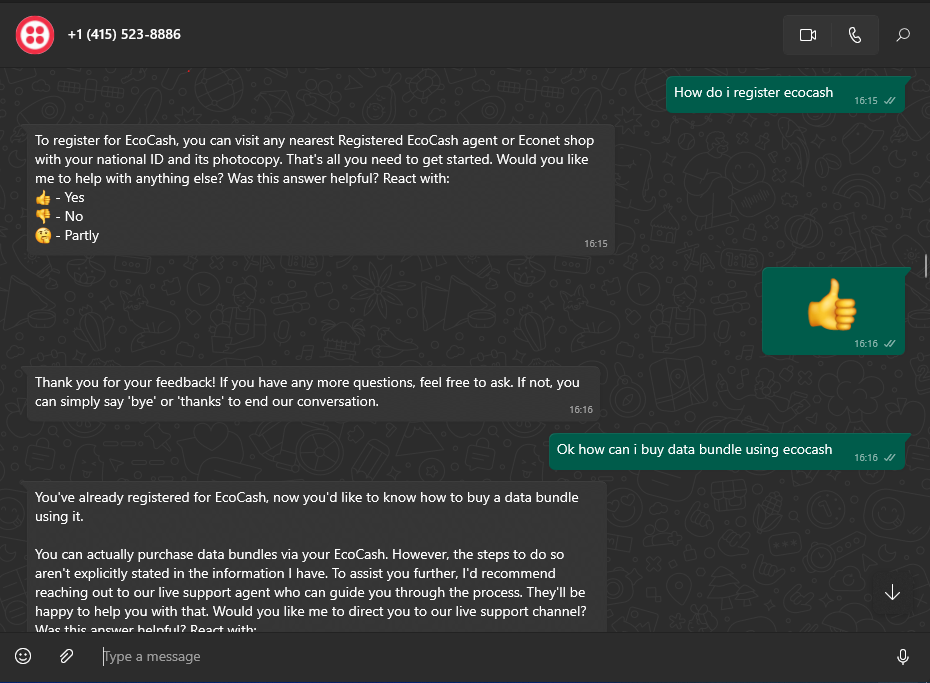 +1 (415) 523-8886
How do i register ecocash
16:15
To register for EcoCash, you can visit any nearest Registered EcoCash agent or Econet shop
with your national ID and its photocopy. That's all you need to get started. Would you like
me to help with anything else? Was this answer helpful? React with:
👍 - Yes
👎 - No
🤔 - Partly
16:15
👍
16:16
Thank you for your feedback! If you have any more questions, feel free to ask. If not, you
can simply say 'bye' or 'thanks' to end our conversation.
16:16
Ok how can i buy data bundle using ecocash
16:16
You've already registered for EcoCash, now you'd like to know how to buy a data bundle
using it.
You can actually purchase data bundles via your EcoCash. However, the steps to do so
aren't explicitly stated in the information I have. To assist you further, I'd recommend
reaching out to our live support agent who can guide you through the process. They'll be
happy to help you with that. Would you like me to direct you to our live support channel?
Was this answer helpful? React with:
Type a message